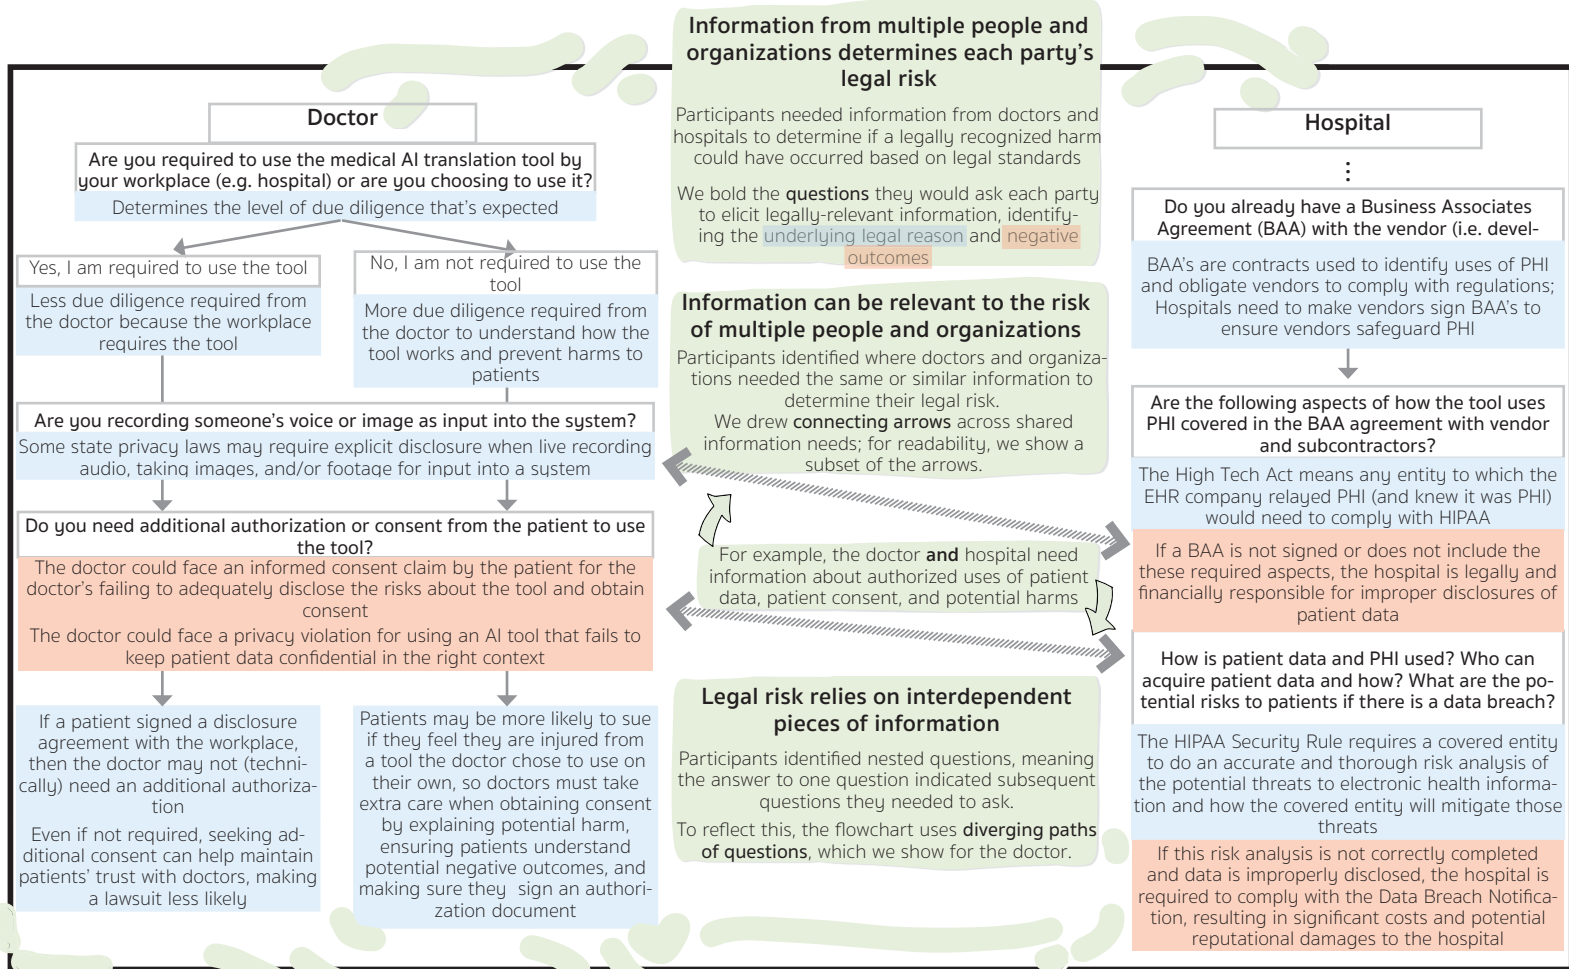 Doctor
Are you required to use the medical AI translation tool by
your workplace (e.g. hospital) or are you choosing to use it?
Determines the level of due diligence that's expected
Yes, I am required to use the tool
Less due diligence required from
the doctor because the workplace
requires the tool
No, I am not required to use the
tool
More due diligence required from
the doctor to understand how the
tool works and prevent harms to
patients
Are you recording someone's voice or image as input into the system?
Some state privacy laws may require explicit disclosure when live recording
audio, taking images, and/or footage for input into a system
Do you need additional authorization or consent from the patient to use
the tool?
The doctor could face an informed consent claim by the patient for the
doctor's failing to adequately disclose the risks about the tool and obtain
consent
The doctor could face a privacy violation for using an AI tool that fails to
keep patient data confidential in the right context
If a patient signed a disclosure
agreement with the workplace,
then the doctor may not (techni-
cally) need an additional authoriza-
tion
Even if not required, seeking ad-
ditional consent can help maintain
patients' trust with doctors, making
a lawsuit less likely
Patients may be more likely to sue
if they feel they are injured from
a tool the doctor chose to use on
their own, so doctors must take
extra care when obtaining consent
by explaining potential harm,
ensuring patients understand
potential negative outcomes, and
making sure they sign an authori-
zation document
Information from multiple people and
organizations determines each party's
legal risk
Participants needed information from doctors and
hospitals to determine if a legally recognized harm
could have occurred based on legal standards
We bold the questions they would ask each party
to elicit legally-relevant information, identify-
ing the underlying legal reason and negative
outcomes
Information can be relevant to the risk
of multiple people and organizations
Participants identified where doctors and organiza-
tions needed the same or similar information to
determine their legal risk.
We drew connecting arrows across shared
information needs; for readability, we show a
subset of the arrows.
For example, the doctor and hospital need
information about authorized uses of patient
data, patient consent, and potential harms
Legal risk relies on interdependent
pieces of information
Participants identified nested questions, meaning
the answer to one question indicated subsequent
questions they needed to ask.
To reflect this, the flowchart uses diverging paths
of questions, which we show for the doctor.
Hospital
⋮
Do you already have a Business Associates
Agreement (BAA) with the vendor (i.e. devel-
BAA's are contracts used to identify uses of PHI
and obligate vendors to comply with regulations;
Hospitals need to make vendors sign BAA's to
ensure vendors safeguard PHI
Are the following aspects of how the tool uses
PHI covered in the BAA agreement with vendor
and subcontractors?
The High Tech Act means any entity to which the
EHR company relayed PHI (and knew it was PHI)
would need to comply with HIPAA
If a BAA is not signed or does not include the
these required aspects, the hospital is legally and
financially responsible for improper disclosures of
patient data
How is patient data and PHI used? Who can
acquire patient data and how? What are the po-
tential risks to patients if there is a data breach?
The HIPAA Security Rule requires a covered entity
to do an accurate and thorough risk analysis of
the potential threats to electronic health informa-
tion and how the covered entity will mitigate those
threats
If this risk analysis is not correctly completed
and data is improperly disclosed, the hospital is
required to comply with the Data Breach Notifica-
tion, resulting in significant costs and potential
reputational damages to the hospital